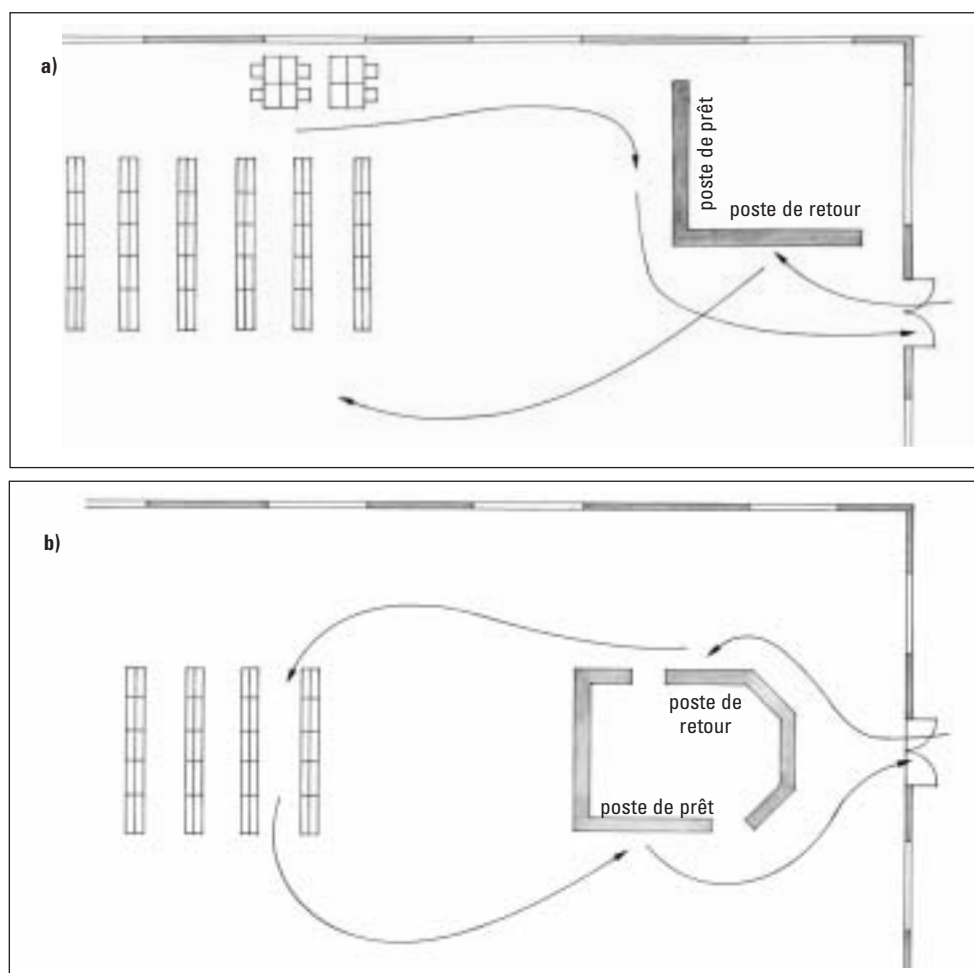 a)
poste de prêt
poste de retour
b)
poste de
retour
poste de prêt